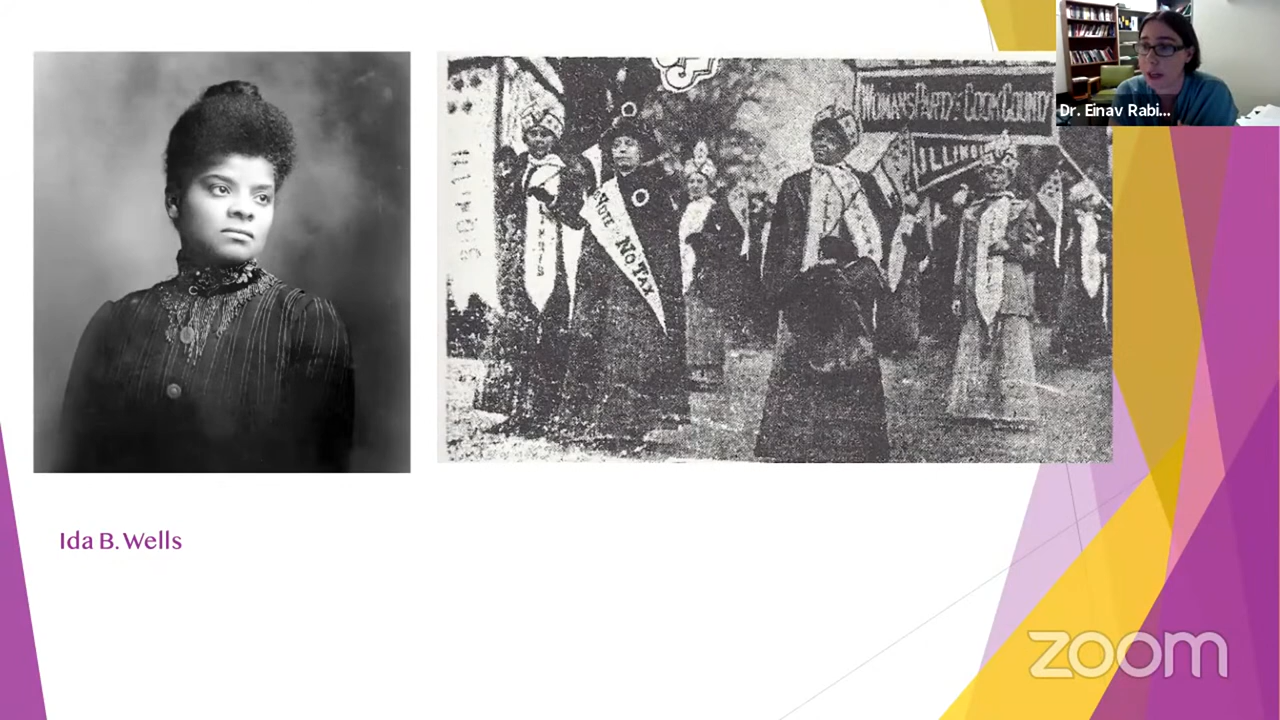 WOMAN'S PARTY-COOK COUNTY
ILLINOIS
VOTE NO TAX
Dr. Einav Rabi...
Ida B. Wells
zoom